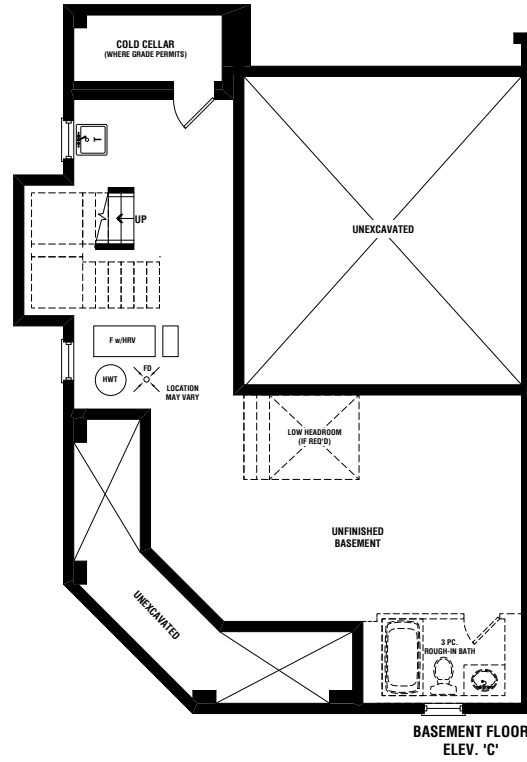 COLD CELLAR
(WHERE GRADE PERMITS)
T
UP
UNEXCAVATED
F w/HRV
HWT
FD
LOCATION
MAY VARY
LOW HEADROOM
(IF REQ'D)
UNFINISHED
BASEMENT
UNEXCAVATED
3 PC.
ROUGH-IN BATH
BASEMENT FLOOR
ELEV. 'C'